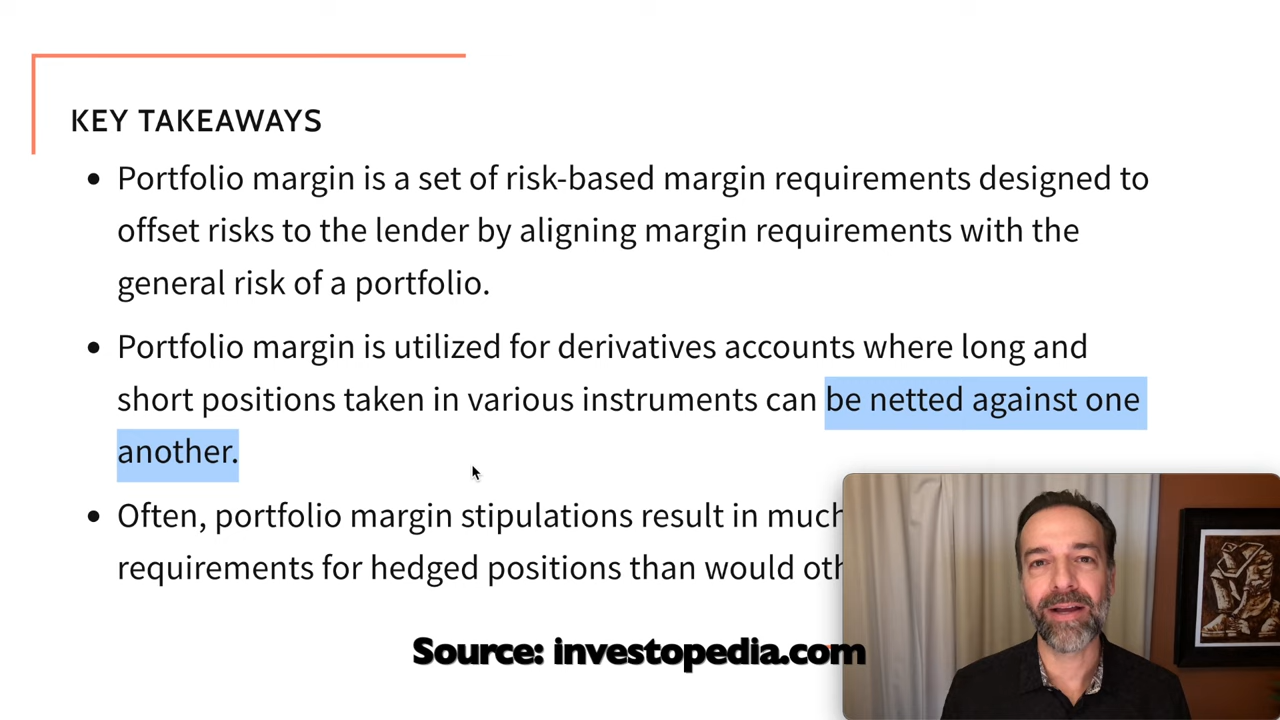 KEY TAKEAWAYS
• Portfolio margin is a set of risk-based margin requirements designed to
offset risks to the lender by aligning margin requirements with the
general risk of a portfolio.
• Portfolio margin is utilized for derivatives accounts where long and
short positions taken in various instruments can be netted against one
another.
• Often, portfolio margin stipulations result in much
requirements for hedged positions than would
Source: investopedia.com